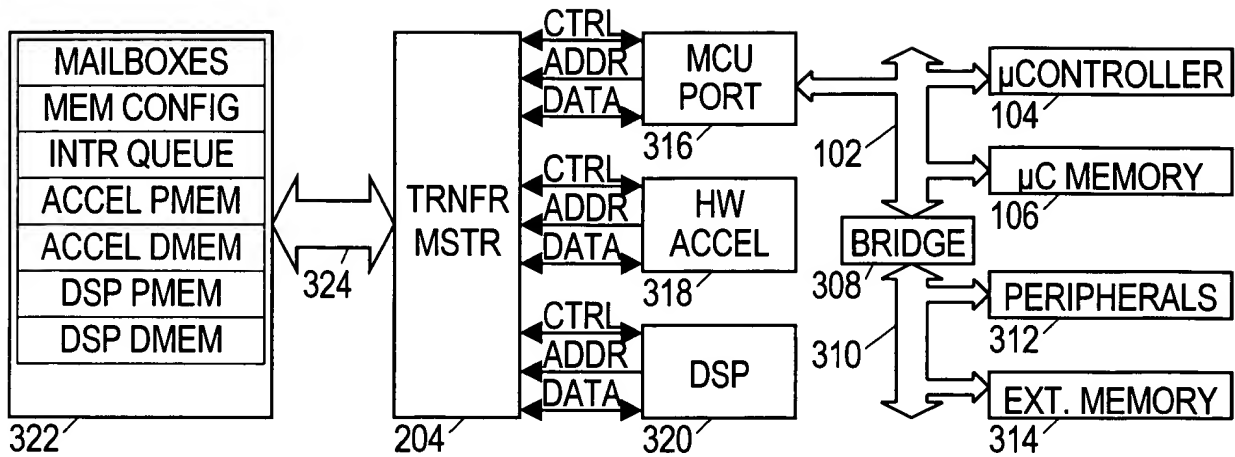 MAILBOXES
MEM CONFIG
INTR QUEUE
ACCEL PMEM
ACCEL DMEM
DSP PMEM
DSP DMEM
322
324
TRNFR
MSTR
204
CTRL
ADDR
DATA
MCU
PORT
316
CTRL
ADDR
DATA
HW
ACCEL
318
CTRL
ADDR
DATA
DSP
320
102
BRIDGE
308
310
µCONTROLLER
104
µC MEMORY
106
PERIPHERALS
312
EXT. MEMORY
314